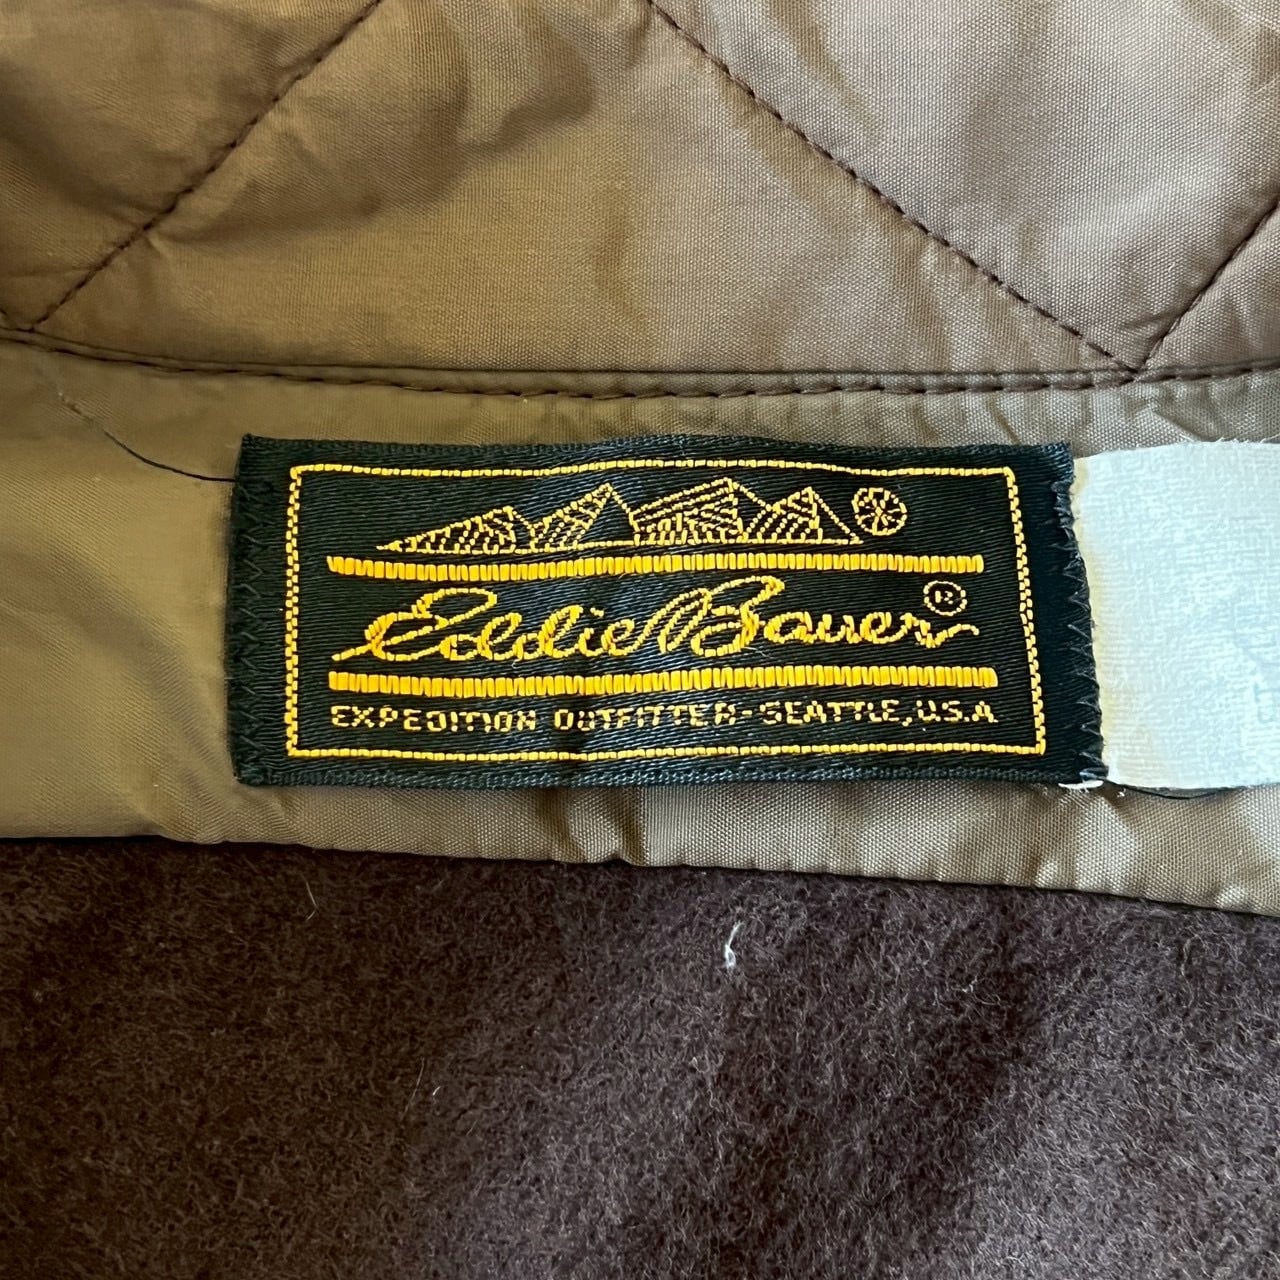 Eddie Bauer®
EXPEDITION OUTFITTER-SEATTLE, U.S.A